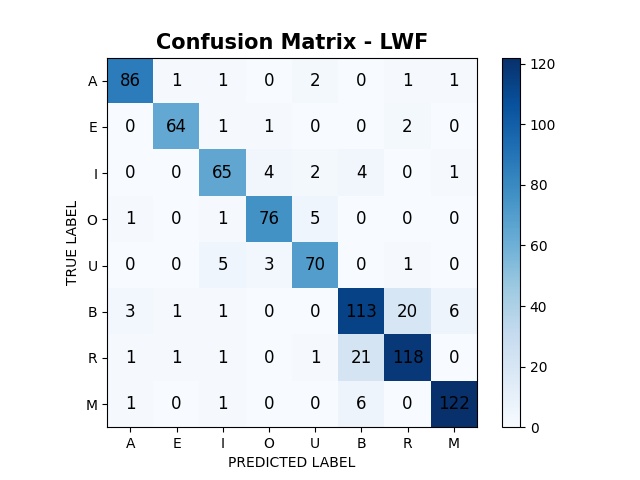 Confusion Matrix - LWF
TRUE LABEL
A 86 1 1 0 2 0 1 1
E 0 64 1 1 0 0 2 0
I 0 0 65 4 2 4 0 1
O 1 0 1 76 5 0 0 0
U 0 0 5 3 70 0 1 0
B 3 1 1 0 0 113 20 6
R 1 1 1 0 1 21 118 0
M 1 0 1 0 0 6 0 122
A E I O U B R M
PREDICTED LABEL
120
100
80
60
40
20
0